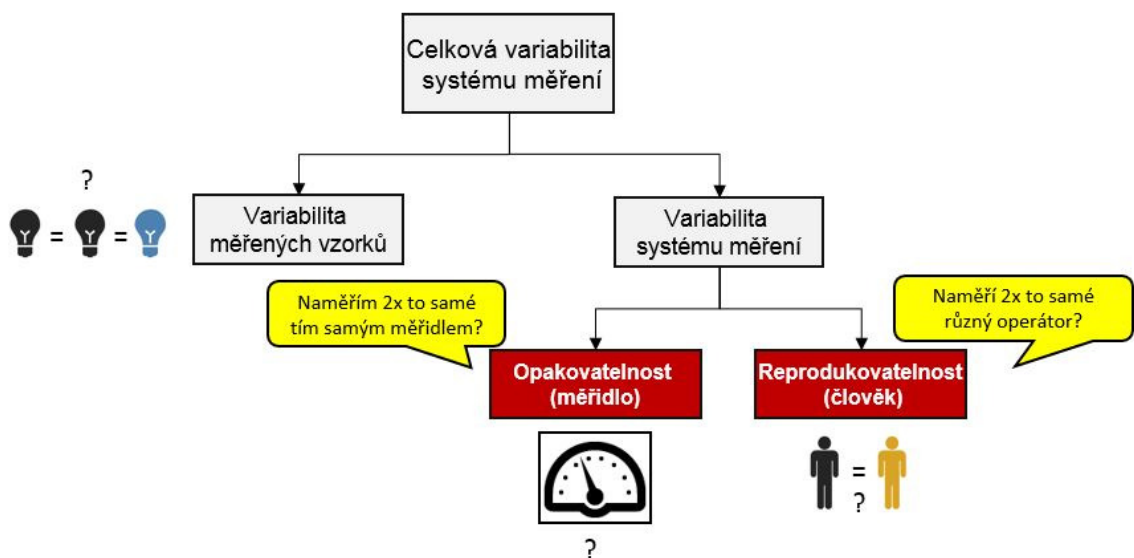 Celková variabilita
systému měření
?
= =
Variabilita
měřených vzorků
Variabilita
systému měření
Naměřím 2x to samé
tím samým měřidlem?
Naměří 2x to samé
různý operátor?
Opakovatelnost
(měřidlo)
Reprodukovatelnost
(člověk)
=
?
?